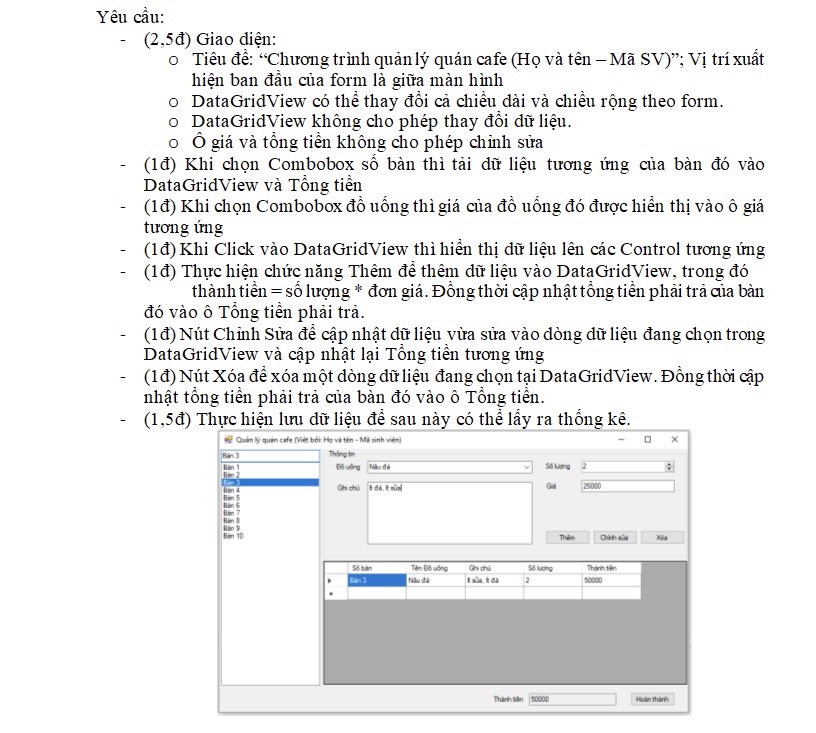 Yêu cầu:
- (2,5đ) Giao diện:
o Tiêu đề: “Chương trình quản lý quán cafe (Họ và tên – Mã SV)”; Vị trí xuất
hiện ban đầu của form là giữa màn hình
o DataGridView có thể thay đổi cả chiều dài và chiều rộng theo form.
o DataGridView không cho phép thay đổi dữ liệu.
o Ô giá và tổng tiền không cho phép chỉnh sửa
- (1đ) Khi chọn Combobox số bàn thì tải dữ liệu tương ứng của bàn đó vào
DataGridView và Tổng tiền
- (1đ) Khi chọn Combobox đồ uống thì giá của đồ uống đó được hiển thị vào ô giá
tương ứng
- (1đ) Khi Click vào DataGridView thì hiển thị dữ liệu lên các Control tương ứng
- (1đ) Thực hiện chức năng Thêm để thêm dữ liệu vào DataGridView, trong đó
thành tiền = số lượng * đơn giá. Đồng thời cập nhật tổng tiền phải trả của bàn
đó vào ô Tổng tiền phải trả.
- (1đ) Nút Chỉnh Sửa để cập nhật dữ liệu vừa sửa vào dòng dữ liệu đang chọn trong
DataGridView và cập nhật lại Tổng tiền tương ứng
- (1đ) Nút Xóa để xóa một dòng dữ liệu đang chọn tại DataGridView. Đồng thời cập
nhật tổng tiền phải trả của bàn đó vào ô Tổng tiền.
- (1,5đ) Thực hiện lưu dữ liệu để sau này có thể lấy ra thống kê.
Quản lý quán cafe (Viết bởi: Họ và tên - Mã sinh viên)
Bàn 3
Bàn 1
Bàn 2
Bàn 3
Bàn 4
Bàn 5
Bàn 6
Bàn 7
Bàn 8
Bàn 9
Bàn 10
Thông tin
Đồ uống Nâu đá Số lượng 2
Ghi chú ít đá, ít sữa Giá 25000
Thêm Chỉnh sửa Xóa
Số bàn Tên Đồ uống Ghi chú Số lượng Thành tiền
Bàn 3 Nâu đá ít sữa, ít đá 2 50000
Thành tiền 50000 Hoàn thành